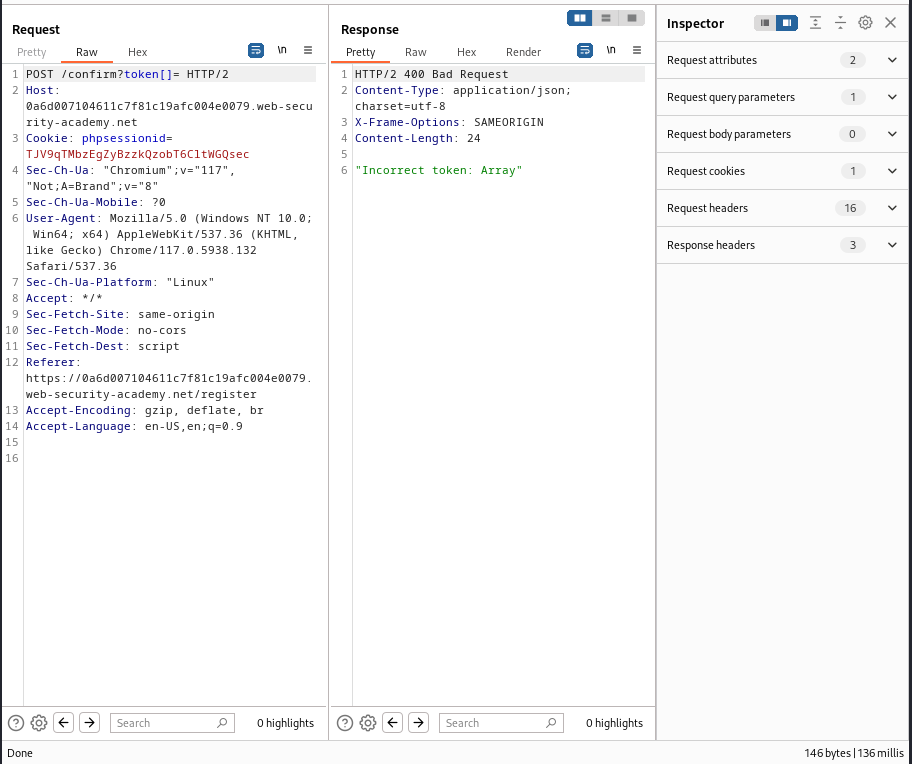 Request
Pretty Raw Hex \n
1 POST /confirm?token[]= HTTP/2
2 Host:
0a6d007104611c7f81c19afc004e0079.web-secu
rity-academy.net
3 Cookie: phpsessionid=
TJV9qTMbzEgZyBzzkQzobT6CltWGQsec
4 Sec-Ch-Ua: "Chromium";v="117",
"Not;A=Brand";v="8"
5 Sec-Ch-Ua-Mobile: ?0
6 User-Agent: Mozilla/5.0 (Windows NT 10.0;
Win64; x64) AppleWebKit/537.36 (KHTML,
like Gecko) Chrome/117.0.5938.132
Safari/537.36
7 Sec-Ch-Ua-Platform: "Linux"
8 Accept: */*
9 Sec-Fetch-Site: same-origin
10 Sec-Fetch-Mode: no-cors
11 Sec-Fetch-Dest: script
12 Referer:
https://0a6d007104611c7f81c19afc004e0079.
web-security-academy.net/register
13 Accept-Encoding: gzip, deflate, br
14 Accept-Language: en-US,en;q=0.9
15
16
Search 0 highlights
Response
Pretty Raw Hex Render \n
1 HTTP/2 400 Bad Request
2 Content-Type: application/json;
charset=utf-8
3 X-Frame-Options: SAMEORIGIN
4 Content-Length: 24
5
6 "Incorrect token: Array"
Search 0 highlights
Inspector
Request attributes 2
Request query parameters 1
Request body parameters 0
Request cookies 1
Request headers 16
Response headers 3
Done 146 bytes | 136 millis